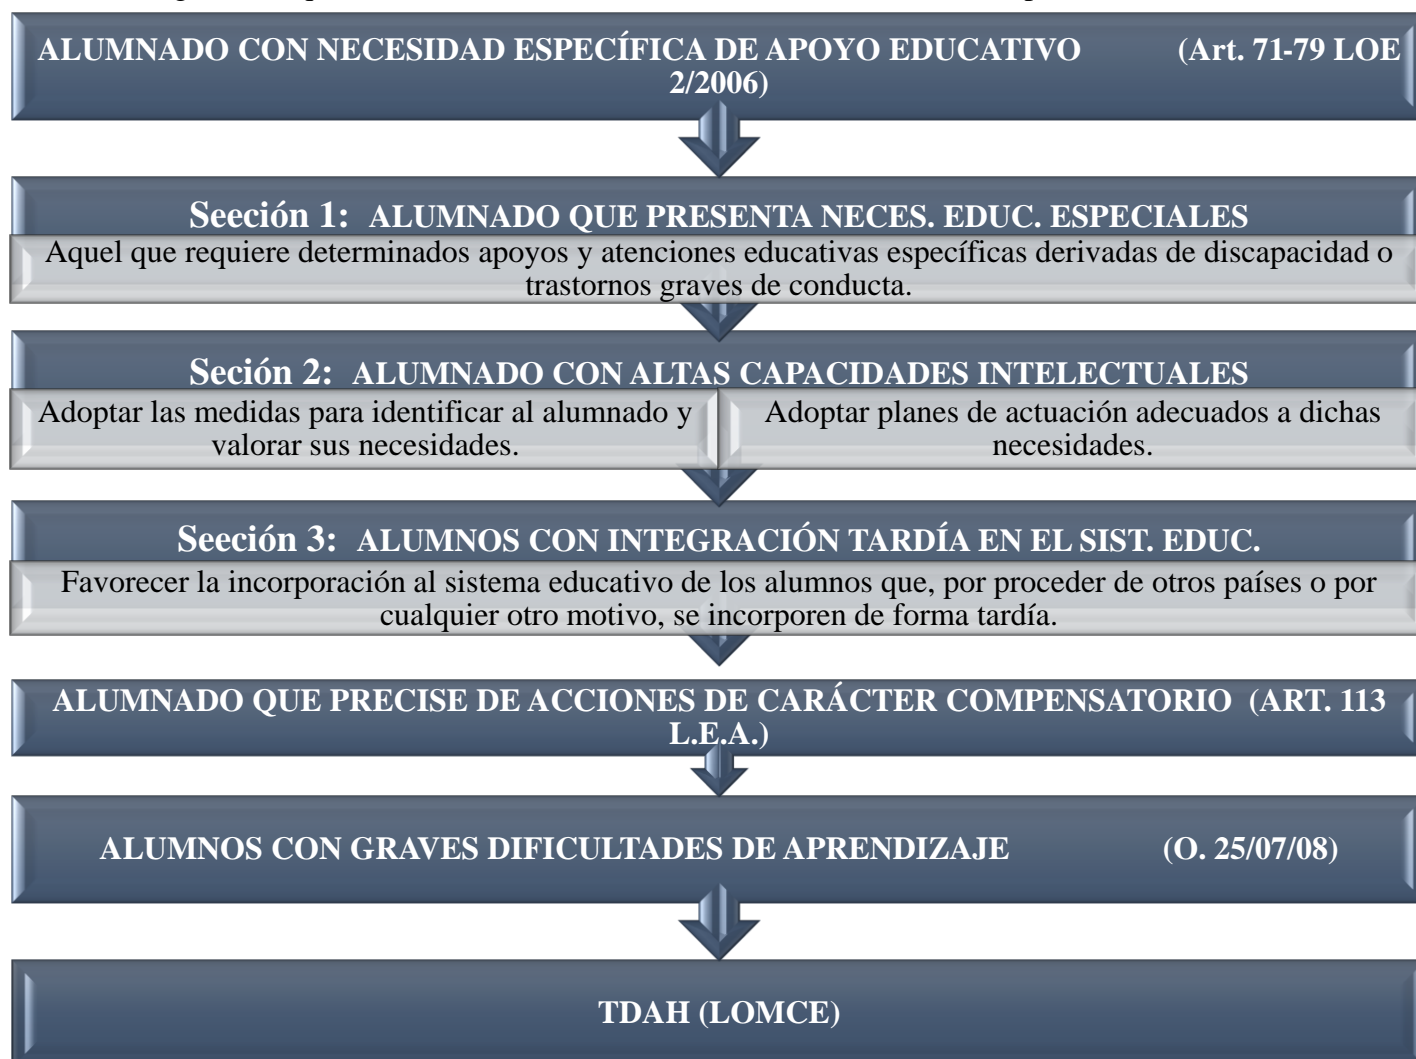 ALUMNADO CON NECESIDAD ESPECÍFICA DE APOYO EDUCATIVO (Art. 71-79 LOE
2/2006)
Seección 1: ALUMNADO QUE PRESENTA NECES. EDUC. ESPECIALES
Aquel que requiere determinados apoyos y atenciones educativas específicas derivadas de discapacidad o
trastornos graves de conducta.
Seción 2: ALUMNADO CON ALTAS CAPACIDADES INTELECTUALES
Adoptar las medidas para identificar al alumnado y
valorar sus necesidades.
Adoptar planes de actuación adecuados a dichas
necesidades.
Seección 3: ALUMNOS CON INTEGRACIÓN TARDÍA EN EL SIST. EDUC.
Favorecer la incorporación al sistema educativo de los alumnos que, por proceder de otros países o por
cualquier otro motivo, se incorporen de forma tardía.
ALUMNADO QUE PRECISE DE ACCIONES DE CARÁCTER COMPENSATORIO (ART. 113
L.E.A.)
ALUMNOS CON GRAVES DIFICULTADES DE APRENDIZAJE (O. 25/07/08)
TDAH (LOMCE)